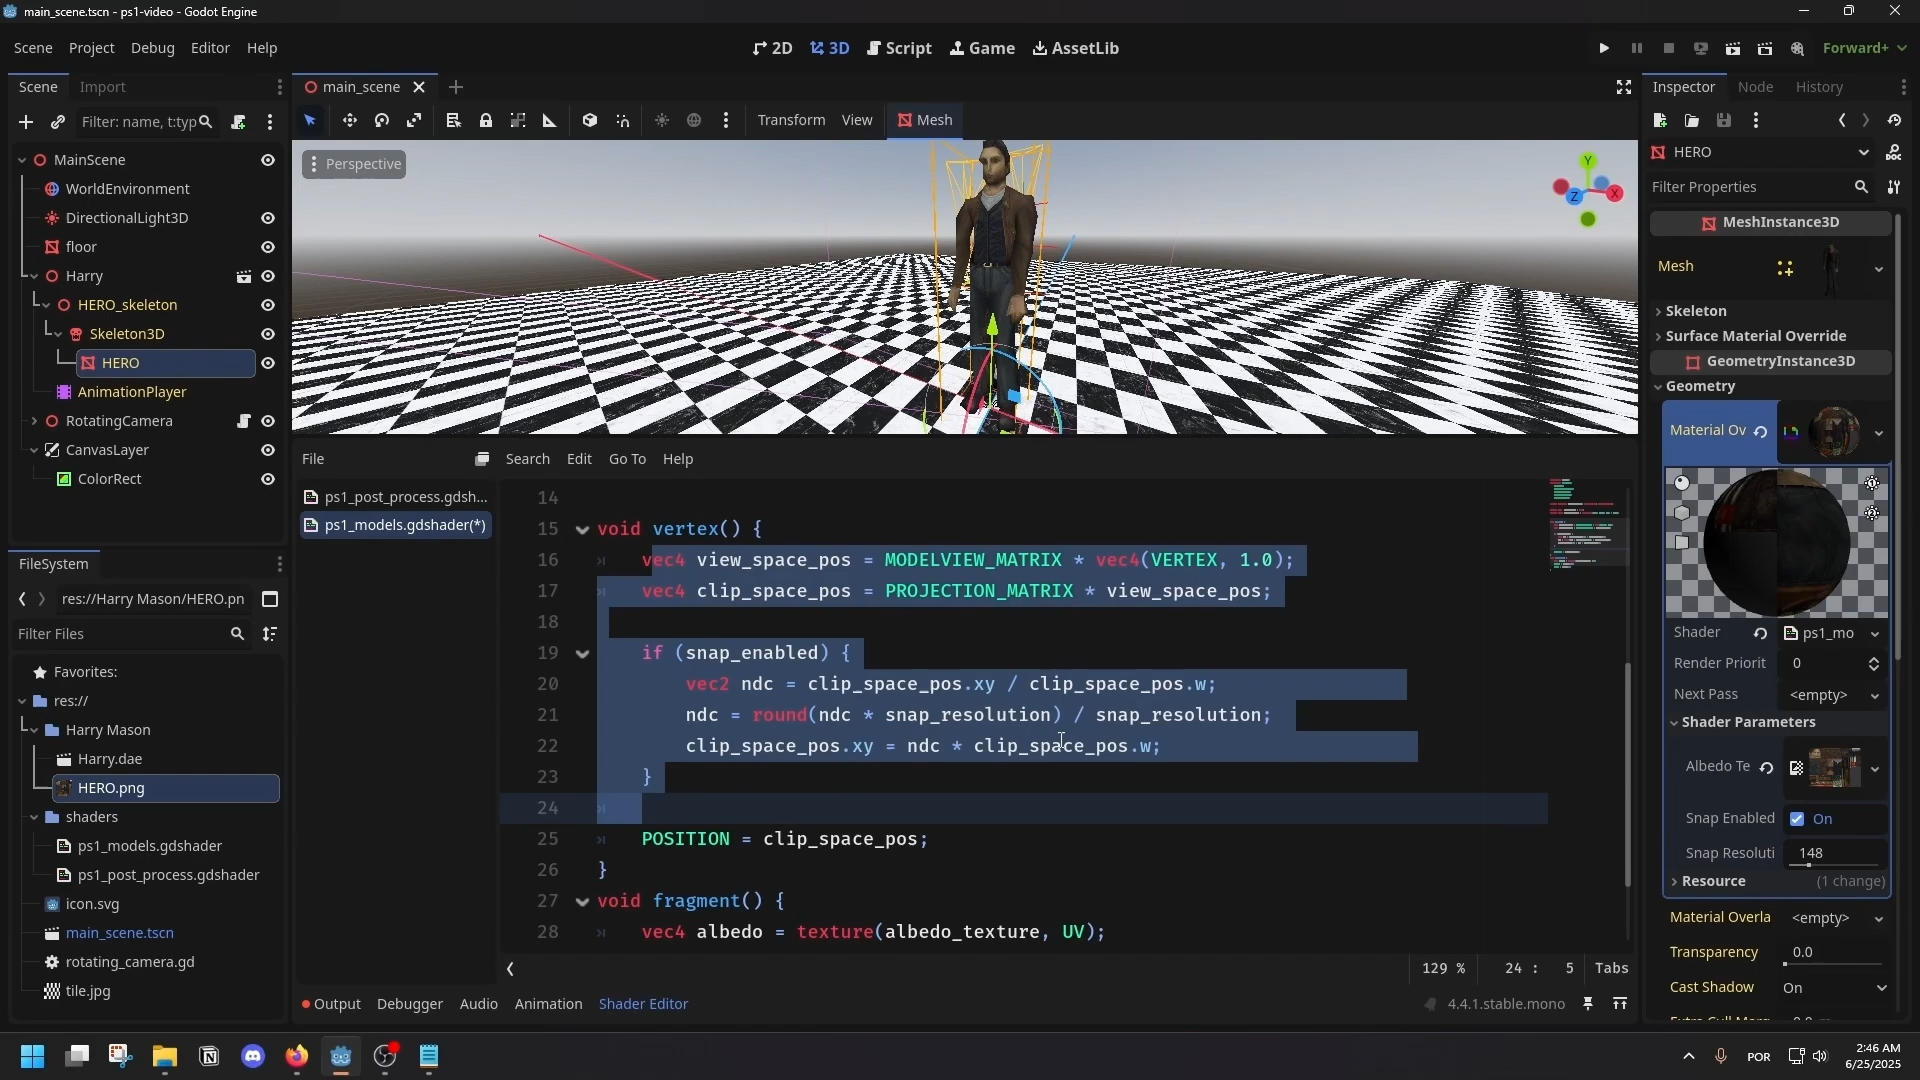 main_scene.tscn - ps1-video - Godot Engine
Scene Project Debug Editor Help
2D 3D Script Game AssetLib
Forward+
Scene Import
main_scene
Inspector Node History
Filter: name, t:typ
Transform View Mesh
MainScene
WorldEnvironment
DirectionalLight3D
floor
Harry
HERO_skeleton
Skeleton3D
HERO
AnimationPlayer
RotatingCamera
CanvasLayer
ColorRect
FileSystem
res://Harry Mason/HERO.pn
Filter Files
Favorites:
res://
Harry Mason
Harry.dae
HERO.png
shaders
ps1_models.gdshader
ps1_post_process.gdshader
icon.svg
main_scene.tscn
rotating_camera.gd
tile.jpg
Perspective
Y
X
Z
File Search Edit Go To Help
ps1_post_process.gdsh...
ps1_models.gdshader(*)
14
15 void vertex() {
16 vec4 view_space_pos = MODELVIEW_MATRIX * vec4(VERTEX, 1.0);
17 vec4 clip_space_pos = PROJECTION_MATRIX * view_space_pos;
18
19 if (snap_enabled) {
20 vec2 ndc = clip_space_pos.xy / clip_space_pos.w;
21 ndc = round(ndc * snap_resolution) / snap_resolution;
22 clip_space_pos.xy = ndc * clip_space_pos.w;
23 }
24
25 POSITION = clip_space_pos;
26 }
27 void fragment() {
28 vec4 albedo = texture(albedo_texture, UV);
129 % 24 : 5 Tabs
Output Debugger Audio Animation Shader Editor
4.4.1.stable.mono
HERO
DOC
Filter Properties
MeshInstance3D
Mesh
Skeleton
Surface Material Override
GeometryInstance3D
Geometry
Material Ov
Shader ps1_mo
Render Priorit 0
Next Pass <empty>
Shader Parameters
Albedo Te
Snap Enabled On
Snap Resoluti 148
Resource (1 change)
Material Overla <empty>
Transparency 0.0
Cast Shadow On
POR
2:46 AM
6/25/2025